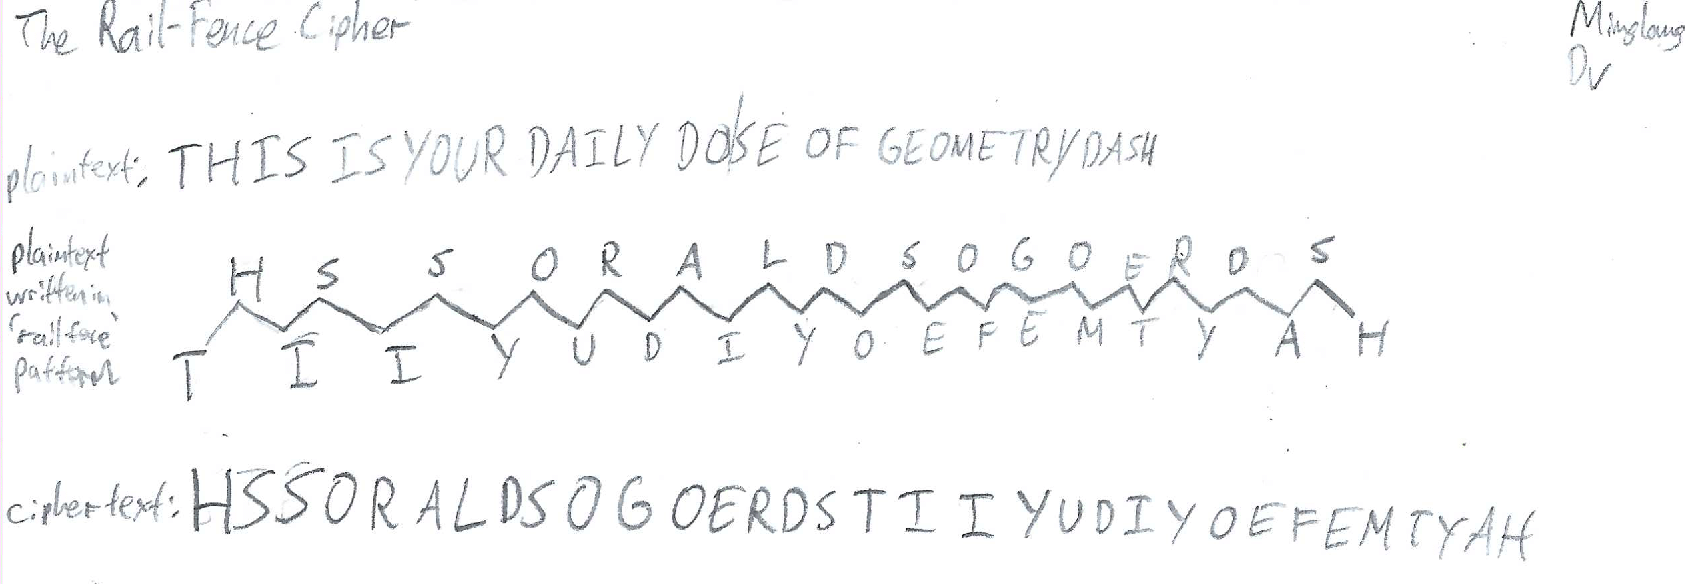 The Rail-Fence Cipher
Minglang
Du
plaintext: THIS IS YOUR DAILY DOSE OF GEOMETRY DASH
plaintext
written in
"rail fence"
pattern
H S S O R A L D S O G O E R D S
T I I Y U D I Y O E F E M T Y A H
ciphertext: HSSORALDSOGOERDSTIIYUDIYOEFEMTYAH